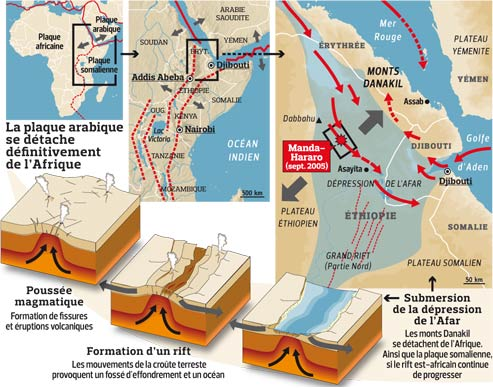 Plaque
africaine
Plaque
arabique
Plaque
somalienne
La plaque arabique
se détache
définitivement
de l'Afrique
ARABIE
SAOUDITE
SOUDAN
ÉRYT.
YÉMEN
Djibouti
Addis Abeba
ÉTHIOPIE
SOMALIE
OUG.
KENYA
Lac
Victoria
Nairobi
TANZANIE
OCÉAN
INDIEN
MOZAMBIQUE
500 km
Mer
Rouge
PLATEAU
YÉMÉNITE
ÉRYTHRÉE
MONTS
DANAKIL
YÉMEN
Assab
Dabbahu
Manda-
Hararo
(sept. 2005)
DJIBOUTI
Golfe
d'Aden
Asayita
Djibouti
DÉPRESSION
DE L'AFAR
PLATEAU
ÉTHIOPIEN
ÉTHIOPIE
SOMALIE
GRAND RIFT
(Partie Nord)
PLATEAU SOMALIEN
50 km
Poussée
magmatique
Formation de fissures
et éruptions volcaniques
Formation d'un rift
Les mouvements de la croûte terreste
provoquent un fossé d'effondrement et un océan
Submersion
de la dépression
de l'Afar
Les monts Danakil
se détachent de l'Afrique.
Ainsi que la plaque somalienne,
si le rift est-africain continue
de progresser